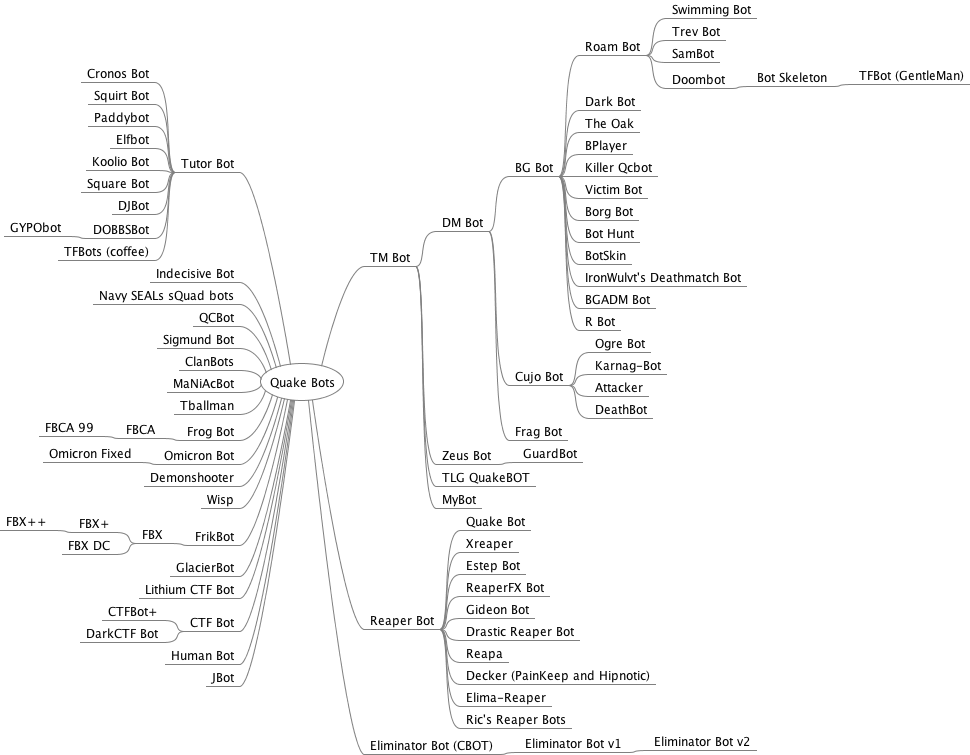 Quake Bots
Tutor Bot
Cronos Bot
Squirt Bot
Paddybot
Elfbot
Koolio Bot
Square Bot
DJBot
DOBBSBot
GYPObot
TFBots (coffee)
Indecisive Bot
Navy SEALs sQuad bots
QCBot
Sigmund Bot
ClanBots
MaNiAcBot
Tballman
Frog Bot
FBCA
FBCA 99
Omicron Bot
Omicron Fixed
Demonshooter
Wisp
FrikBot
FBX
FBX+
FBX++
FBX DC
GlacierBot
Lithium CTF Bot
CTF Bot
CTFBot+
DarkCTF Bot
Human Bot
JBot
TM Bot
DM Bot
BG Bot
Roam Bot
Swimming Bot
Trev Bot
SamBot
Doombot
Bot Skeleton
TFBot (GentleMan)
Dark Bot
The Oak
BPlayer
Killer Qcbot
Victim Bot
Borg Bot
Bot Hunt
BotSkin
IronWulvt's Deathmatch Bot
BGADM Bot
R Bot
Cujo Bot
Ogre Bot
Karnag-Bot
Attacker
DeathBot
Frag Bot
Zeus Bot
GuardBot
TLG QuakeBOT
MyBot
Reaper Bot
Quake Bot
Xreaper
Estep Bot
ReaperFX Bot
Gideon Bot
Drastic Reaper Bot
Reapa
Decker (PainKeep and Hipnotic)
Elima-Reaper
Ric's Reaper Bots
Eliminator Bot (CBOT)
Eliminator Bot v1
Eliminator Bot v2